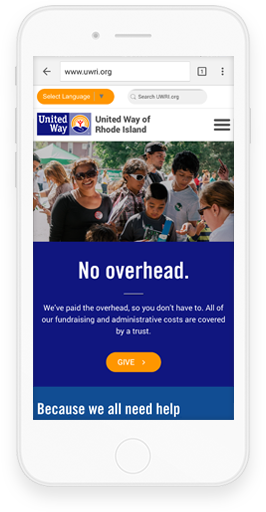 www.uwri.org
1
Select Language
Search UWRI.org
United
Way
United Way of
Rhode Island
No overhead.
We've paid the overhead, so you don't have to. All of
our fundraising and administrative costs are covered
by a trust.
GIVE >
Because we all need help